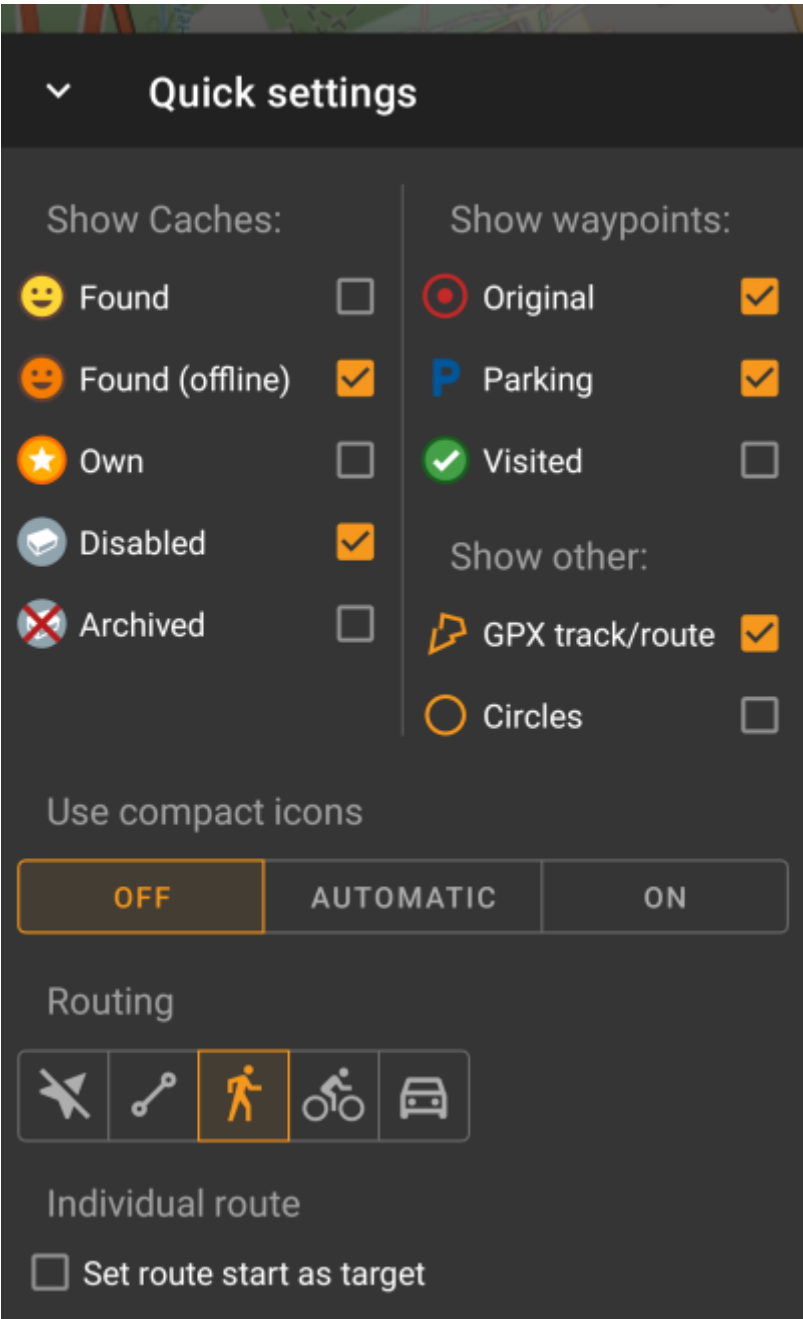 Quick settings
Show Caches:
Found
Found (offline)
Own
Disabled
Archived
Show waypoints:
Original
P Parking
Visited
Show other:
GPX track/route
Circles
Use compact icons
OFF AUTOMATIC ON
Routing
Individual route
Set route start as target